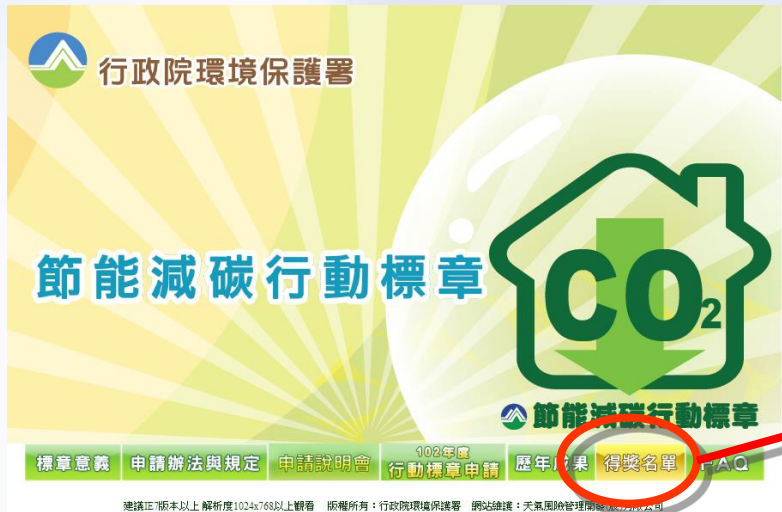 行政院環境保護署
節能減碳行動標章
CO2
節能減碳行動標章
標章意義 申請辦法與規定 申請說明會 102年度行動標章申請 歷年成果 得獎名單 FAQ
建議IE7版本以上 解析度1024x768以上觀看 版權所有：行政院環境保護署 網站維護：天氣風險管理開發